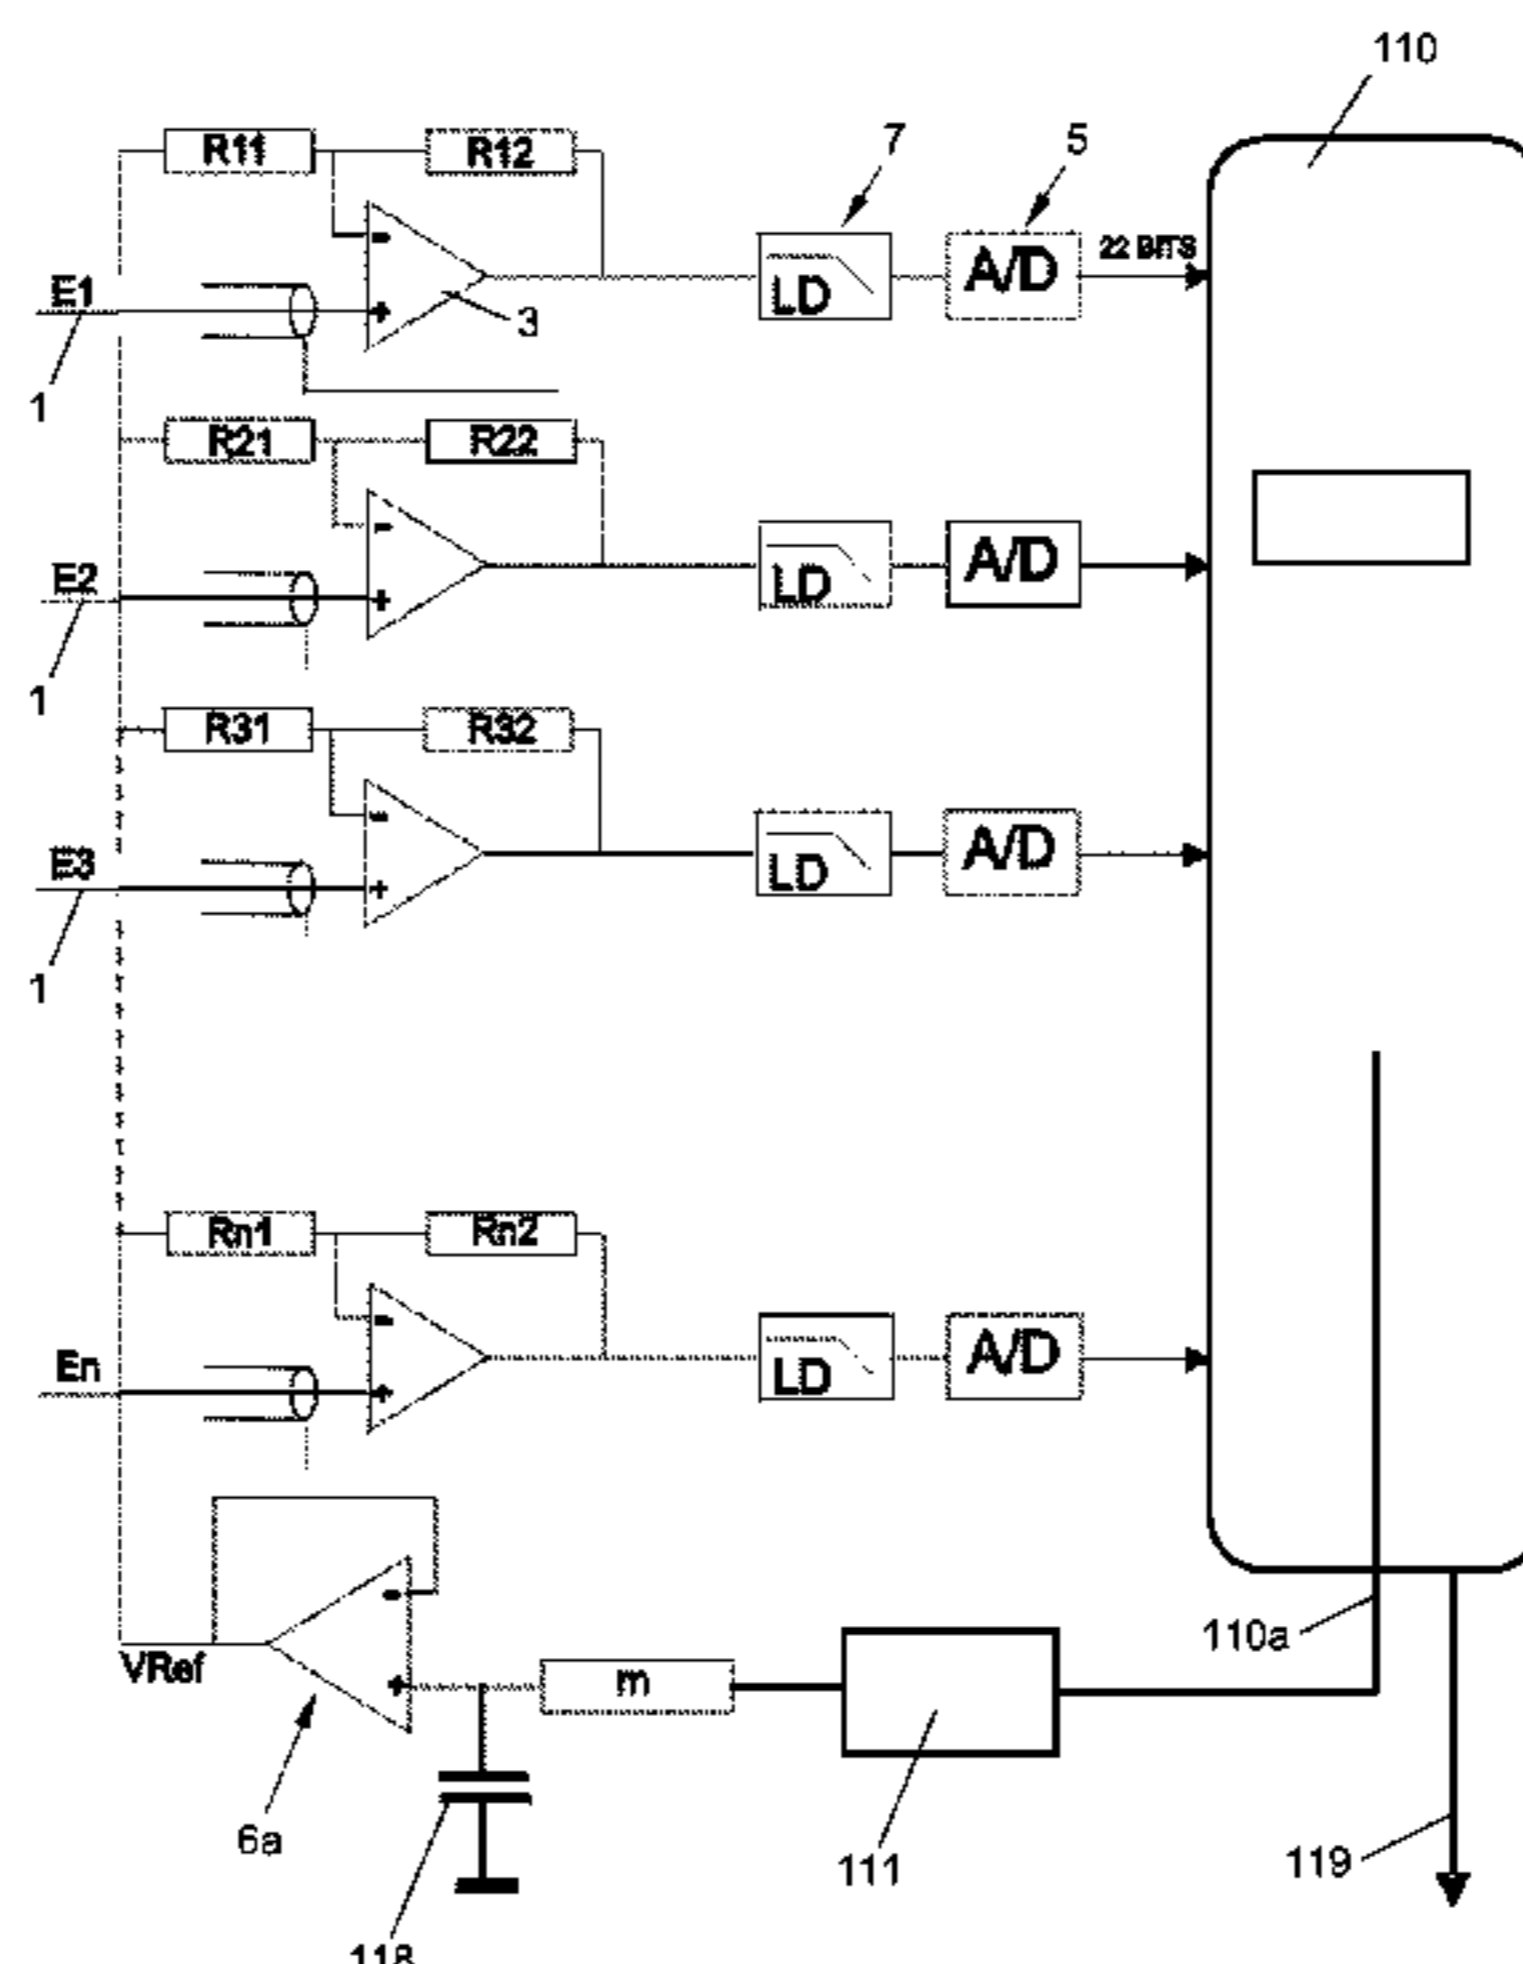 110
7
5
R11
R12
22 BITS
A/D
LD
E1
3
1
R21
R22
A/D
LD
E2
1
R31
R32
A/D
LD
E3
1
Rn1
Rn2
A/D
LD
En
110a
VRef
m
6a
111
119
118